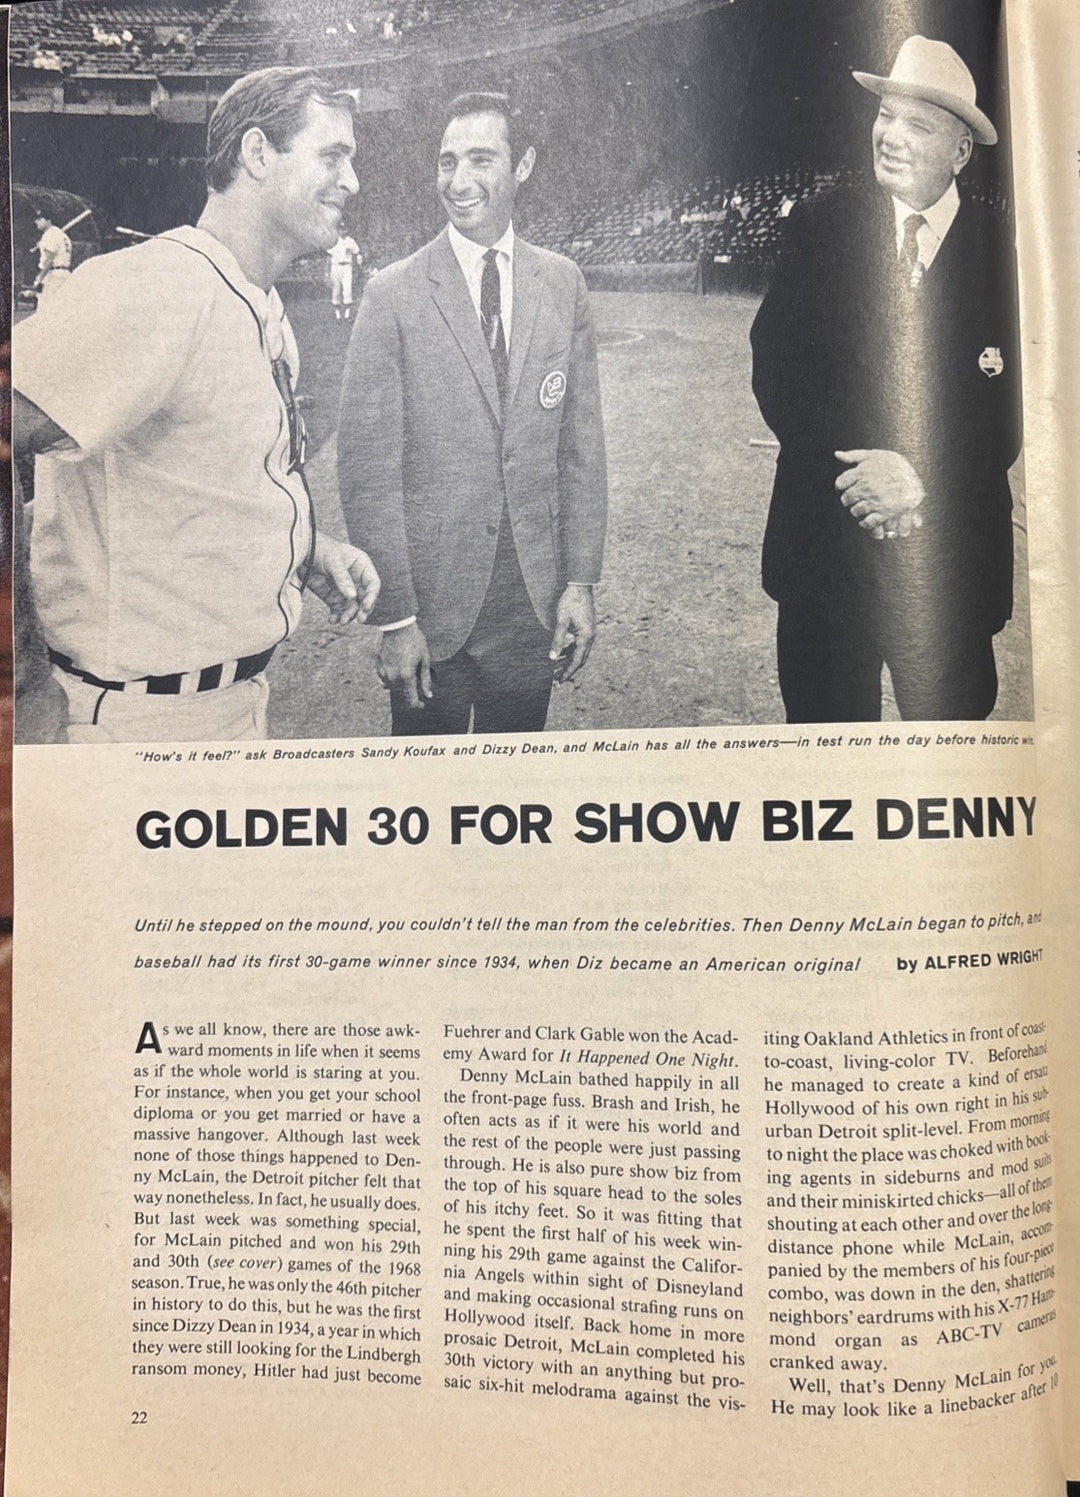 "How's it feel?" ask Broadcasters Sandy Koufax and Dizzy Dean, and McLain has all the answers—in test run the day before historic win.
GOLDEN 30 FOR SHOW BIZ DENNY
Until he stepped on the mound, you couldn't tell the man from the celebrities. Then Denny McLain began to pitch, and
baseball had its first 30-game winner since 1934, when Diz became an American original by ALFRED WRIGHT
As we all know, there are those awk-
ward moments in life when it seems
as if the whole world is staring at you.
For instance, when you get your school
diploma or you get married or have a
massive hangover. Although last week
none of those things happened to Den-
ny McLain, the Detroit pitcher felt that
way nonetheless. In fact, he usually does.
But last week was something special,
for McLain pitched and won his 29th
and 30th (see cover) games of the 1968
season. True, he was only the 46th pitcher
in history to do this, but he was the first
since Dizzy Dean in 1934, a year in which
they were still looking for the Lindbergh
ransom money, Hitler had just become
Fuehrer and Clark Gable won the Acad-
emy Award for It Happened One Night.
Denny McLain bathed happily in all
the front-page fuss. Brash and Irish, he
often acts as if it were his world and
the rest of the people were just passing
through. He is also pure show biz from
the top of his square head to the soles
of his itchy feet. So it was fitting that
he spent the first half of his week win-
ning his 29th game against the Califor-
nia Angels within sight of Disneyland
and making occasional strafing runs on
Hollywood itself. Back home in more
prosaic Detroit, McLain completed his
30th victory with an anything but pro-
saic six-hit melodrama against the vis-
iting Oakland Athletics in front of coast-
to-coast, living-color TV. Beforehand
he managed to create a kind of ersatz
Hollywood of his own right in his sub-
urban Detroit split-level. From morning
to night the place was choked with book-
ing agents in sideburns and mod suits
and their miniskirted chicks—all of them
shouting at each other and over the long-
distance phone while McLain, accom-
panied by the members of his four-piece
combo, was down in the den, shattering
neighbors' eardrums with his X-77 Ham-
mond organ as ABC-TV cameras
cranked away.
Well, that's Denny McLain for you.
He may look like a linebacker after 10
22